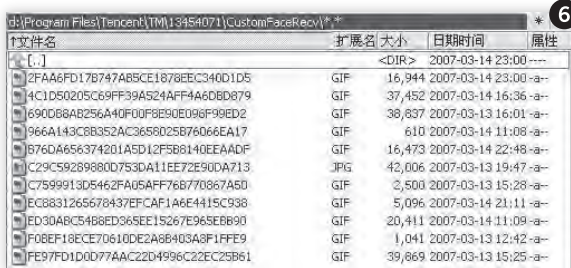 d:\Program Files\Tencent\TM\13454071\CustomFaceRecv\*.* * 6
↑文件名 扩展名 大小 日期时间 属性
[..] <DIR> 2007-03-14 23:00 ----
2FAA6FD17B747AB5CE1878EEC340D1D5 GIF 16,944 2007-03-14 23:00 -a--
4C1D50205C69FF39A524AFF4A6DBD879 GIF 37,452 2007-03-14 16:36 -a--
690DB8AB256A40F00F8E90E096F99ED2 GIF 38,837 2007-03-13 16:01 -a--
966A143C8B352AC3658025B76066EA17 GIF 610 2007-03-14 11:08 -a--
B76DA656374201A5D12F5B8140EEAADF GIF 16,473 2007-03-14 22:48 -a--
C29C59289880D753DA11EE72E90DA713 JPG 42,006 2007-03-13 19:47 -a--
C7599913D5462FA05AFF76B770867A50 GIF 2,500 2007-03-13 15:28 -a--
EC8831265678437EFCAF1A6E4415C938 GIF 5,096 2007-03-14 21:11 -a--
ED30ABC54B8ED365EE15267E965EBB90 GIF 20,411 2007-03-14 11:09 -a--
F0BEF18ECE70610DE2A8B403A8F1FFE9 GIF 1,041 2007-03-13 12:42 -a--
FE97FD1D0D77AAC22D4996C22EC25B61 GIF 39,869 2007-03-13 15:25 -a--